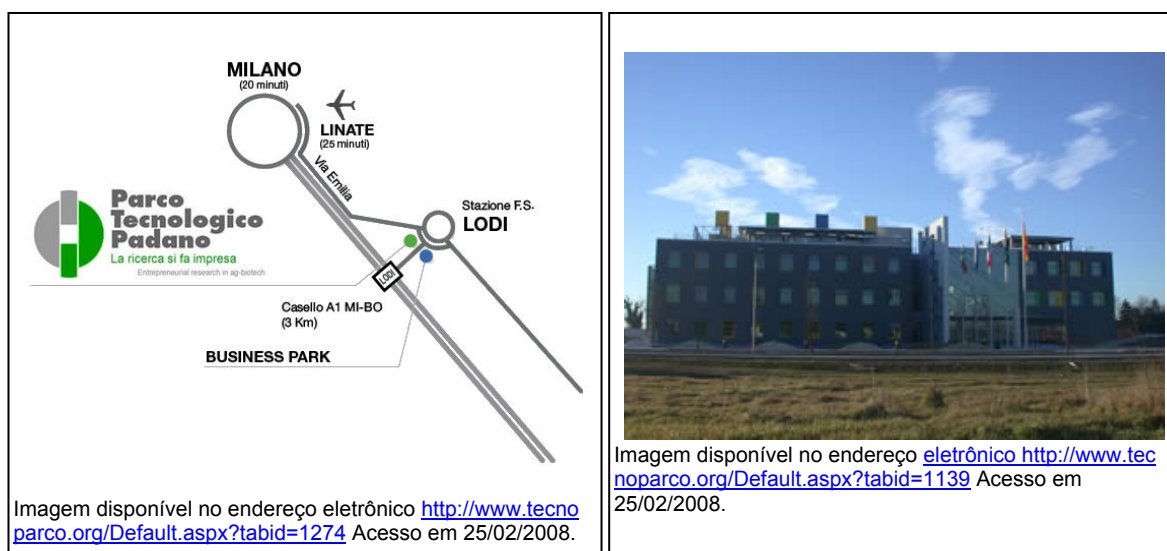 MILANO
(20 minuti)
LINATE
(25 minuti)
Via Emilia
Stazione F.S.
LODI
Parco
Tecnologico
Padano
La ricerca si fa impresa
Entrepreneurial research in ag-biotech
LODI
Casello A1 MI-BO
(3 Km)
BUSINESS PARK
Imagem disponível no endereço eletrônico http://www.tecno
parco.org/Default.aspx?tabid=1274 Acesso em 25/02/2008.
Imagem disponível no endereço eletrônico http://www.tec
noparco.org/Default.aspx?tabid=1139 Acesso em
25/02/2008.